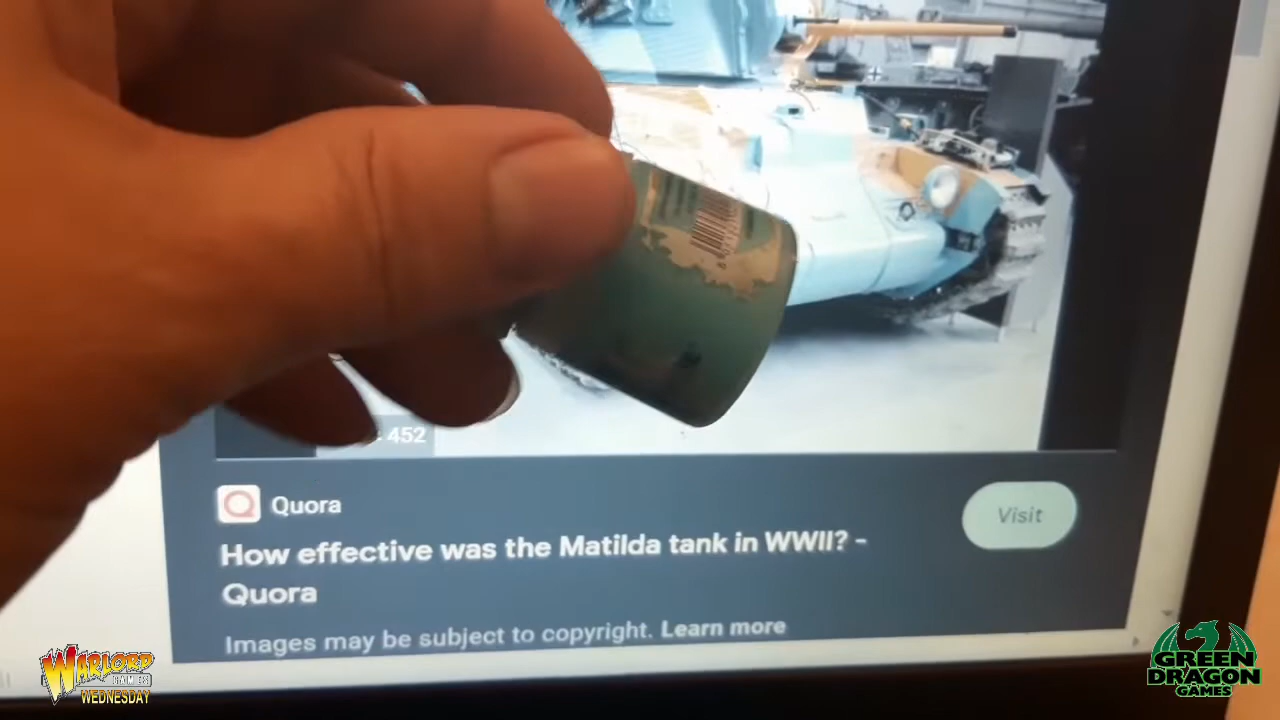 452
Quora
Visit
How effective was the Matilda tank in WWII? -
Quora
Images may be subject to copyright. Learn more
WARLORD
GAMES
WEDNESDAY
GREEN
DRAGON
GAMES